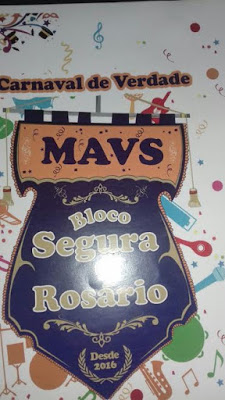 Carnaval de Verdade
MAVS
Bloco
Segura
Rosario
Desde
2016